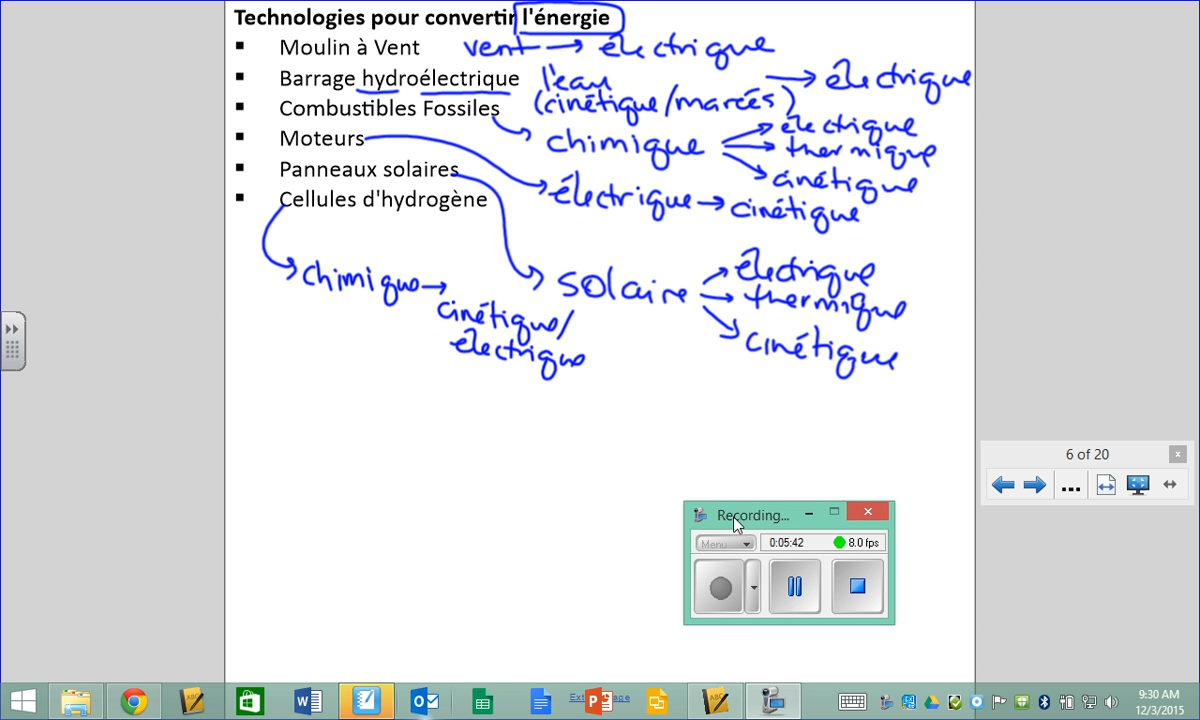 Technologies pour convertir l'énergie
▪ Moulin à Vent vent → électrique
▪ Barrage hydroélectrique l'eau → électrique
(cinétique/marées)
▪ Combustibles Fossiles chimique → électrique
→ thermique
→ cinétique
▪ Moteurs électrique → cinétique
▪ Panneaux solaires
▪ Cellules d'hydrogène
solaire → électrique
→ thermique
→ cinétique
chimique →
cinétique/
électrique
6 of 20
...
Recording...
Menu 0:05:42 8.0 fps
9:30 AM
12/3/2015